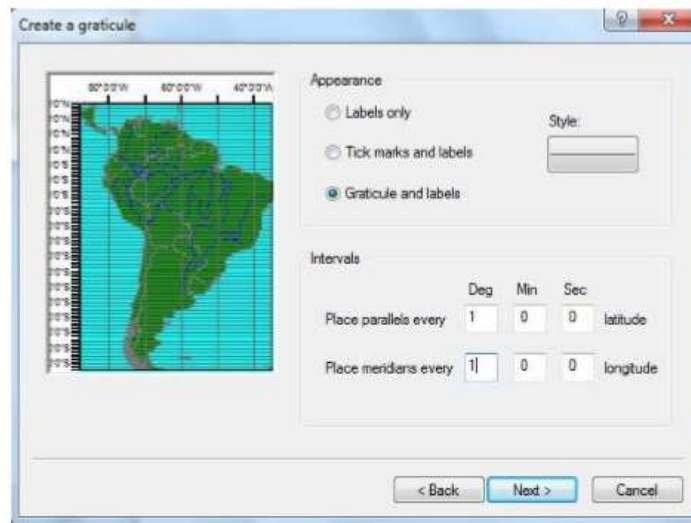 Create a graticule
80°0'0"W 60°0'0"W 40°0'0"W
Appearance
Labels only
Style:
Tick marks and labels
Graticule and labels
Intervals
Deg Min Sec
Place parallels every 1 0 0 latitude
Place meridians every 1 0 0 longitude
< Back Next > Cancel